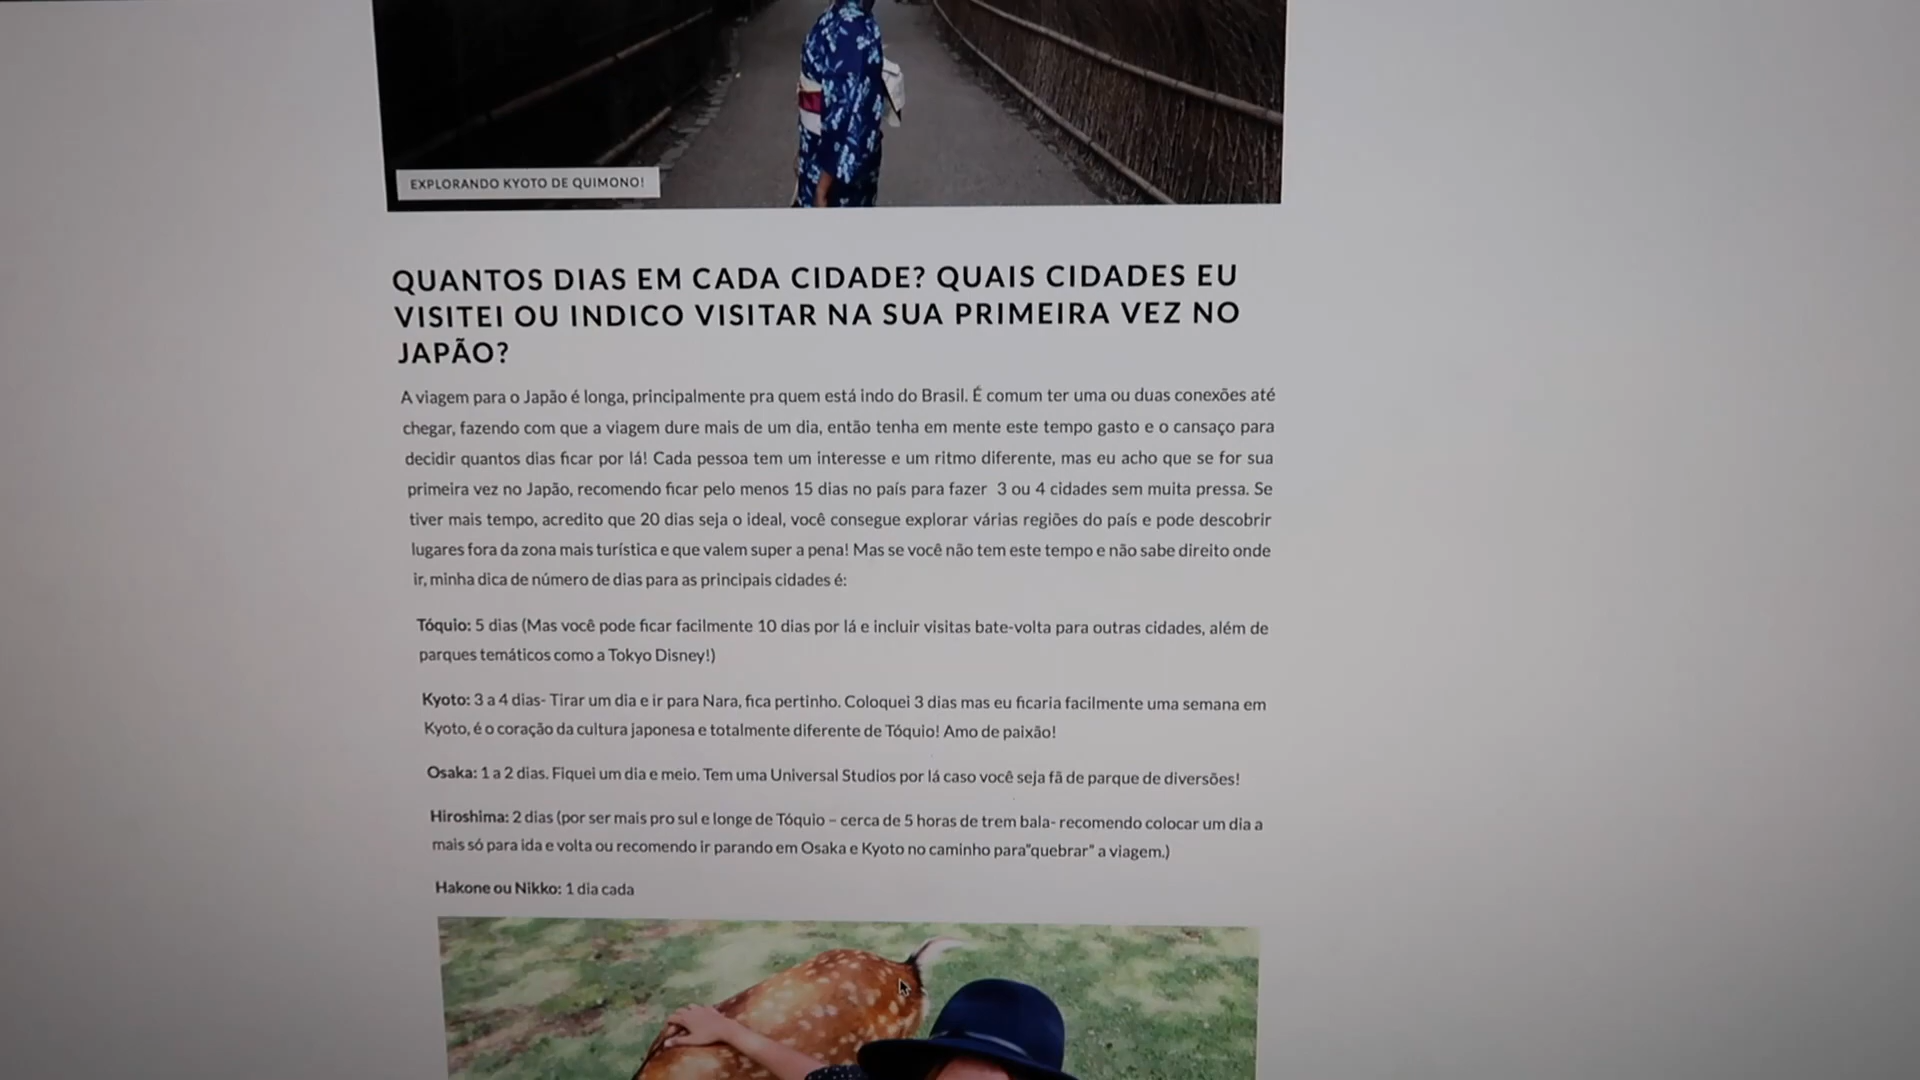 EXPLORANDO KYOTO DE QUIMONO!
QUANTOS DIAS EM CADA CIDADE? QUAIS CIDADES EU
VISITEI OU INDICO VISITAR NA SUA PRIMEIRA VEZ NO
JAPÃO?
A viagem para o Japão é longa, principalmente pra quem está indo do Brasil. É comum ter uma ou duas conexões até
chegar, fazendo com que a viagem dure mais de um dia, então tenha em mente este tempo gasto e o cansaço para
decidir quantos dias ficar por lá! Cada pessoa tem um interesse e um ritmo diferente, mas eu acho que se for sua
primeira vez no Japão, recomendo ficar pelo menos 15 dias no país para fazer 3 ou 4 cidades sem muita pressa. Se
tiver mais tempo, acredito que 20 dias seja o ideal, você consegue explorar várias regiões do país e pode descobrir
lugares fora da zona mais turística e que valem super a pena! Mas se você não tem este tempo e não sabe direito onde
ir, minha dica de número de dias para as principais cidades é:
Tóquio: 5 dias (Mas você pode ficar facilmente 10 dias por lá e incluir visitas bate-volta para outras cidades, além de
parques temáticos como a Tokyo Disney!)
Kyoto: 3 a 4 dias- Tirar um dia e ir para Nara, fica pertinho. Coloquei 3 dias mas eu ficaria facilmente uma semana em
Kyoto, é o coração da cultura japonesa e totalmente diferente de Tóquio! Amo de paixão!
Osaka: 1 a 2 dias. Fiquei um dia e meio. Tem uma Universal Studios por lá caso você seja fã de parque de diversões!
Hiroshima: 2 dias (por ser mais pro sul e longe de Tóquio – cerca de 5 horas de trem bala- recomendo colocar um dia a
mais só para ida e volta ou recomendo ir parando em Osaka e Kyoto no caminho para"quebrar" a viagem.)
Hakone ou Nikko: 1 dia cada